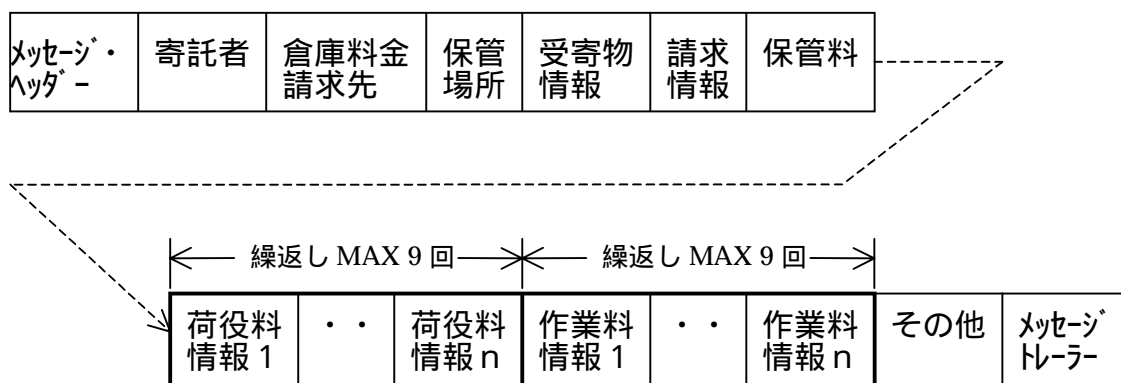 メッセージ・ヘッダー
寄託者
倉庫料金請求先
保管場所
受寄物情報
請求情報
保管料
繰返し MAX 9 回
繰返し MAX 9 回
荷役料情報1
・・
荷役料情報n
作業料情報1
・・
作業料情報n
その他
メッセージトレーラー